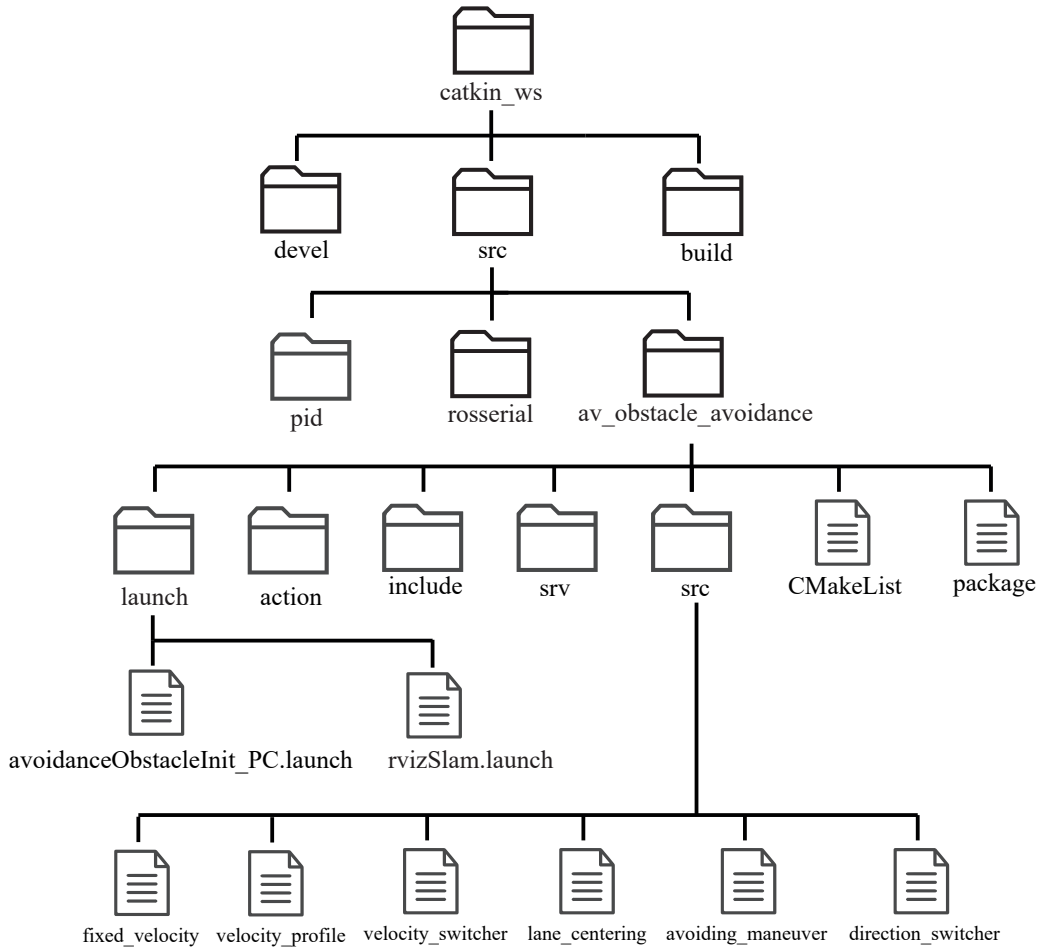 catkin_ws
devel
src
build
pid
rosserial
av_obstacle_avoidance
launch
action
include
srv
src
CMakeList
package
avoidanceObstacleInit_PC.launch
rvizSlam.launch
fixed_velocity
velocity_profile
velocity_switcher
lane_centering
avoiding_maneuver
direction_switcher